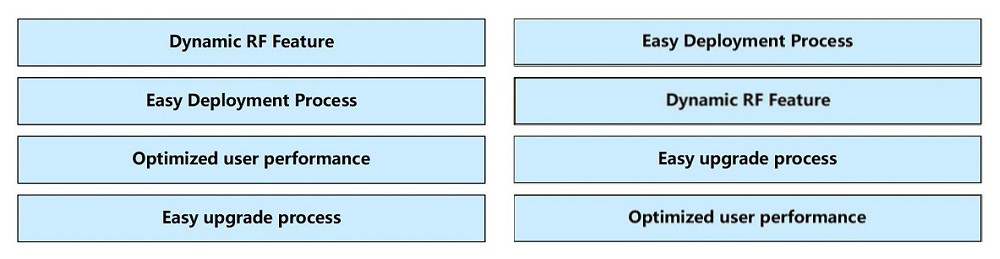 Dynamic RF Feature
Easy Deployment Process
Optimized user performance
Easy upgrade process
Easy Deployment Process
Dynamic RF Feature
Easy upgrade process
Optimized user performance